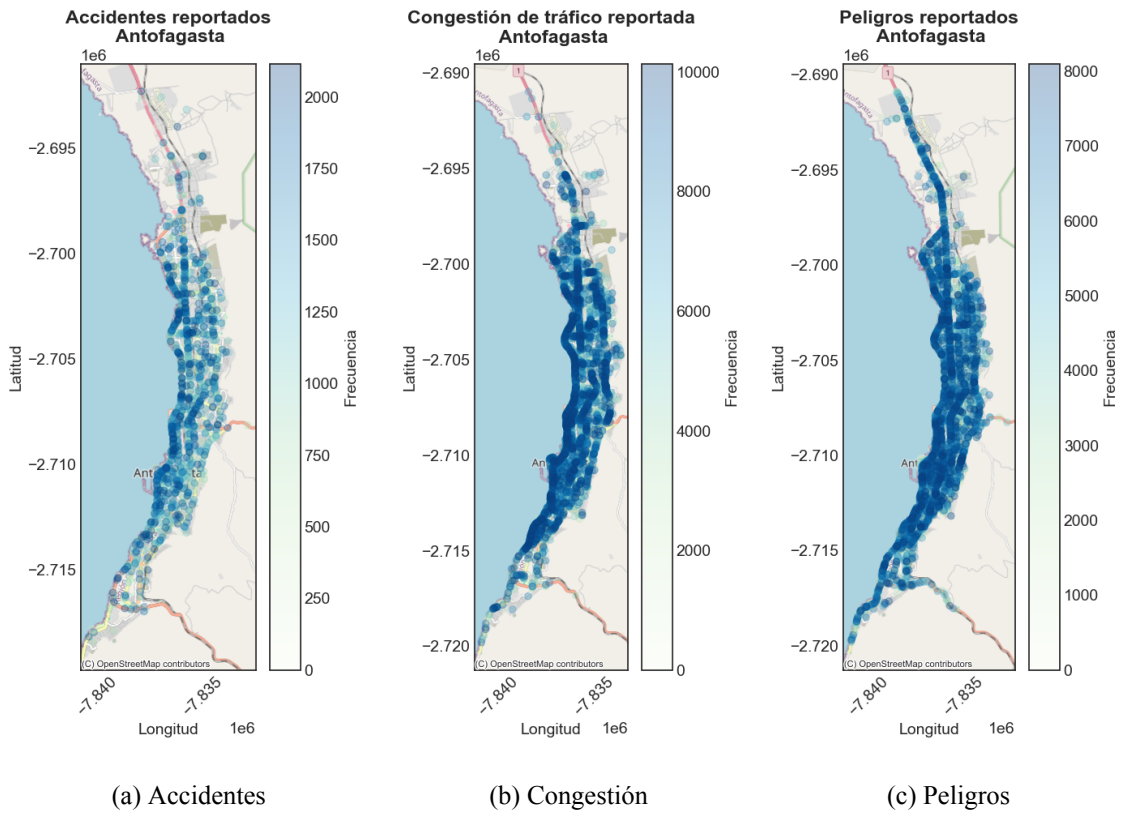 Accidentes reportados
Antofagasta
1e6
2000
1750
1500
1250
1000
750
500
250
0
−2.695
−2.700
−2.705
−2.710
−2.715
Latitud
Frecuencia
−7.840
−7.835
Longitud
1e6
(C) OpenStreetMap contributors
(a) Accidentes
Congestión de tráfico reportada
Antofagasta
1e6
1
10000
8000
6000
4000
2000
0
−2.690
−2.695
−2.700
−2.705
−2.710
−2.715
−2.720
Latitud
Frecuencia
−7.840
−7.835
Longitud
1e6
(C) OpenStreetMap contributors
(b) Congestión
Peligros reportados
Antofagasta
1e6
1
8000
7000
6000
5000
4000
3000
2000
1000
0
−2.690
−2.695
−2.700
−2.705
−2.710
−2.715
−2.720
Latitud
Frecuencia
−7.840
−7.835
Longitud
1e6
(C) OpenStreetMap contributors
(c) Peligros